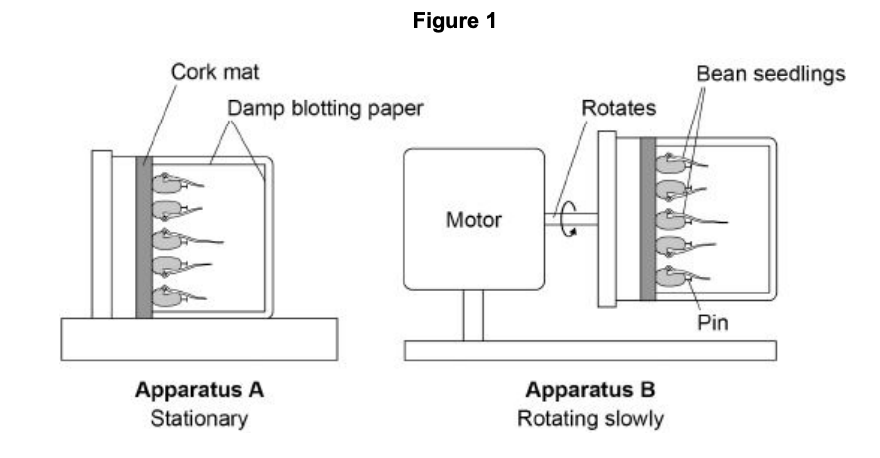 Figure 1
Cork mat
Damp blotting paper
Bean seedlings
Rotates
Motor
Pin
Apparatus A
Stationary
Apparatus B
Rotating slowly